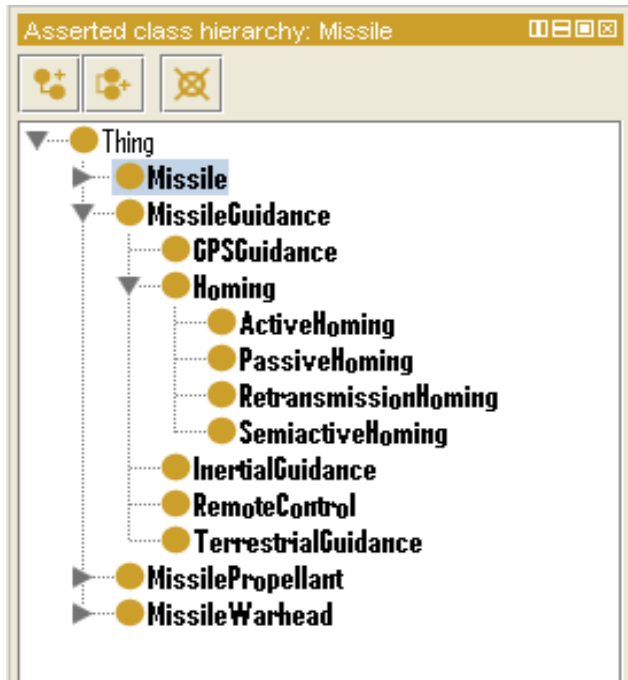 Asserted class hierarchy: Missile
Thing
Missile
MissileGuidance
GPSGuidance
Homing
ActiveHoming
PassiveHoming
RetransmissionHoming
SemiactiveHoming
InertialGuidance
RemoteControl
TerrestrialGuidance
MissilePropellant
MissileWarhead